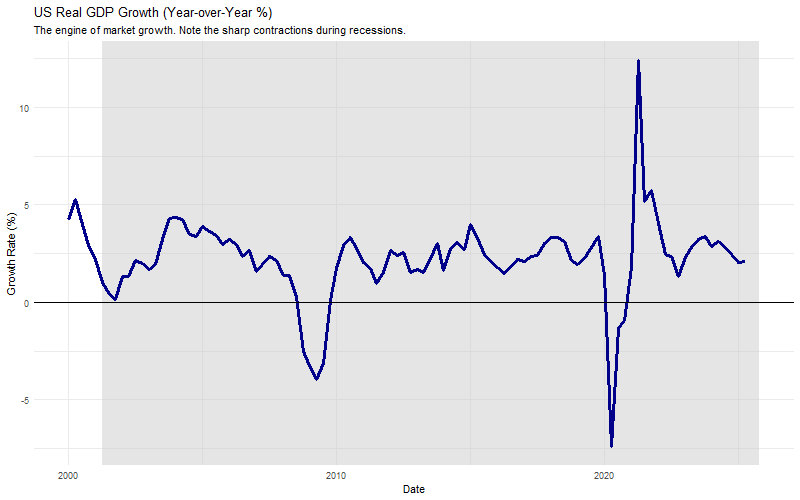 US Real GDP Growth (Year-over-Year %)
The engine of market growth. Note the sharp contractions during recessions.
Growth Rate (%)
10
5
0
-5
2000
2010
2020
Date